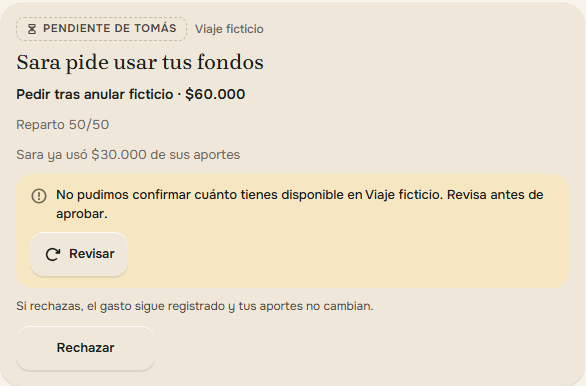 PENDIENTE DE TOMÁS Viaje ficticio
Sara pide usar tus fondos
Pedir tras anular ficticio · $60.000
Reparto 50/50
Sara ya usó $30.000 de sus aportes
No pudimos confirmar cuánto tienes disponible en Viaje ficticio. Revisa antes de
aprobar.
Revisar
Si rechazas, el gasto sigue registrado y tus aportes no cambian.
Rechazar